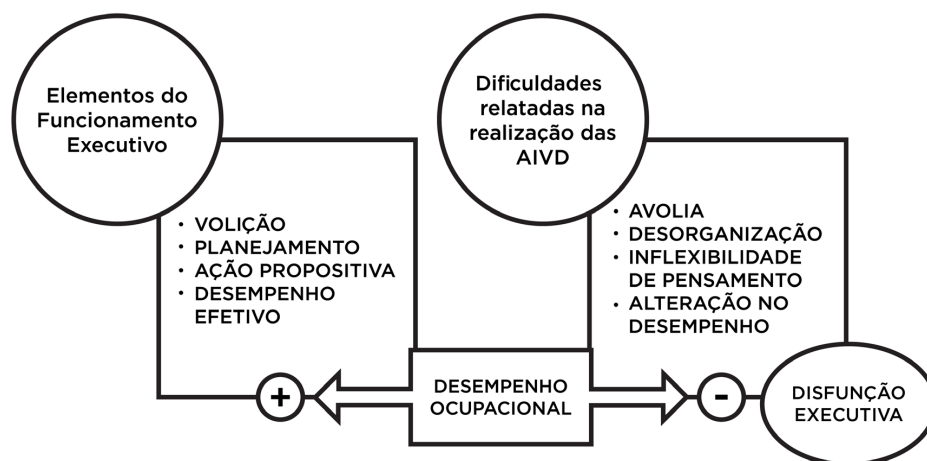 Elementos do
Funcionamento
Executivo
Dificuldades
relatadas na
realização das
AIVD
· VOLIÇÃO
· PLANEJAMENTO
· AÇÃO PROPOSITIVA
· DESEMPENHO
EFETIVO
· AVOLIA
· DESORGANIZAÇÃO
· INFLEXIBILIDADE
DE PENSAMENTO
· ALTERAÇÃO NO
DESEMPENHO
+
DESEMPENHO
OCUPACIONAL
-
DISFUNÇÃO
EXECUTIVA